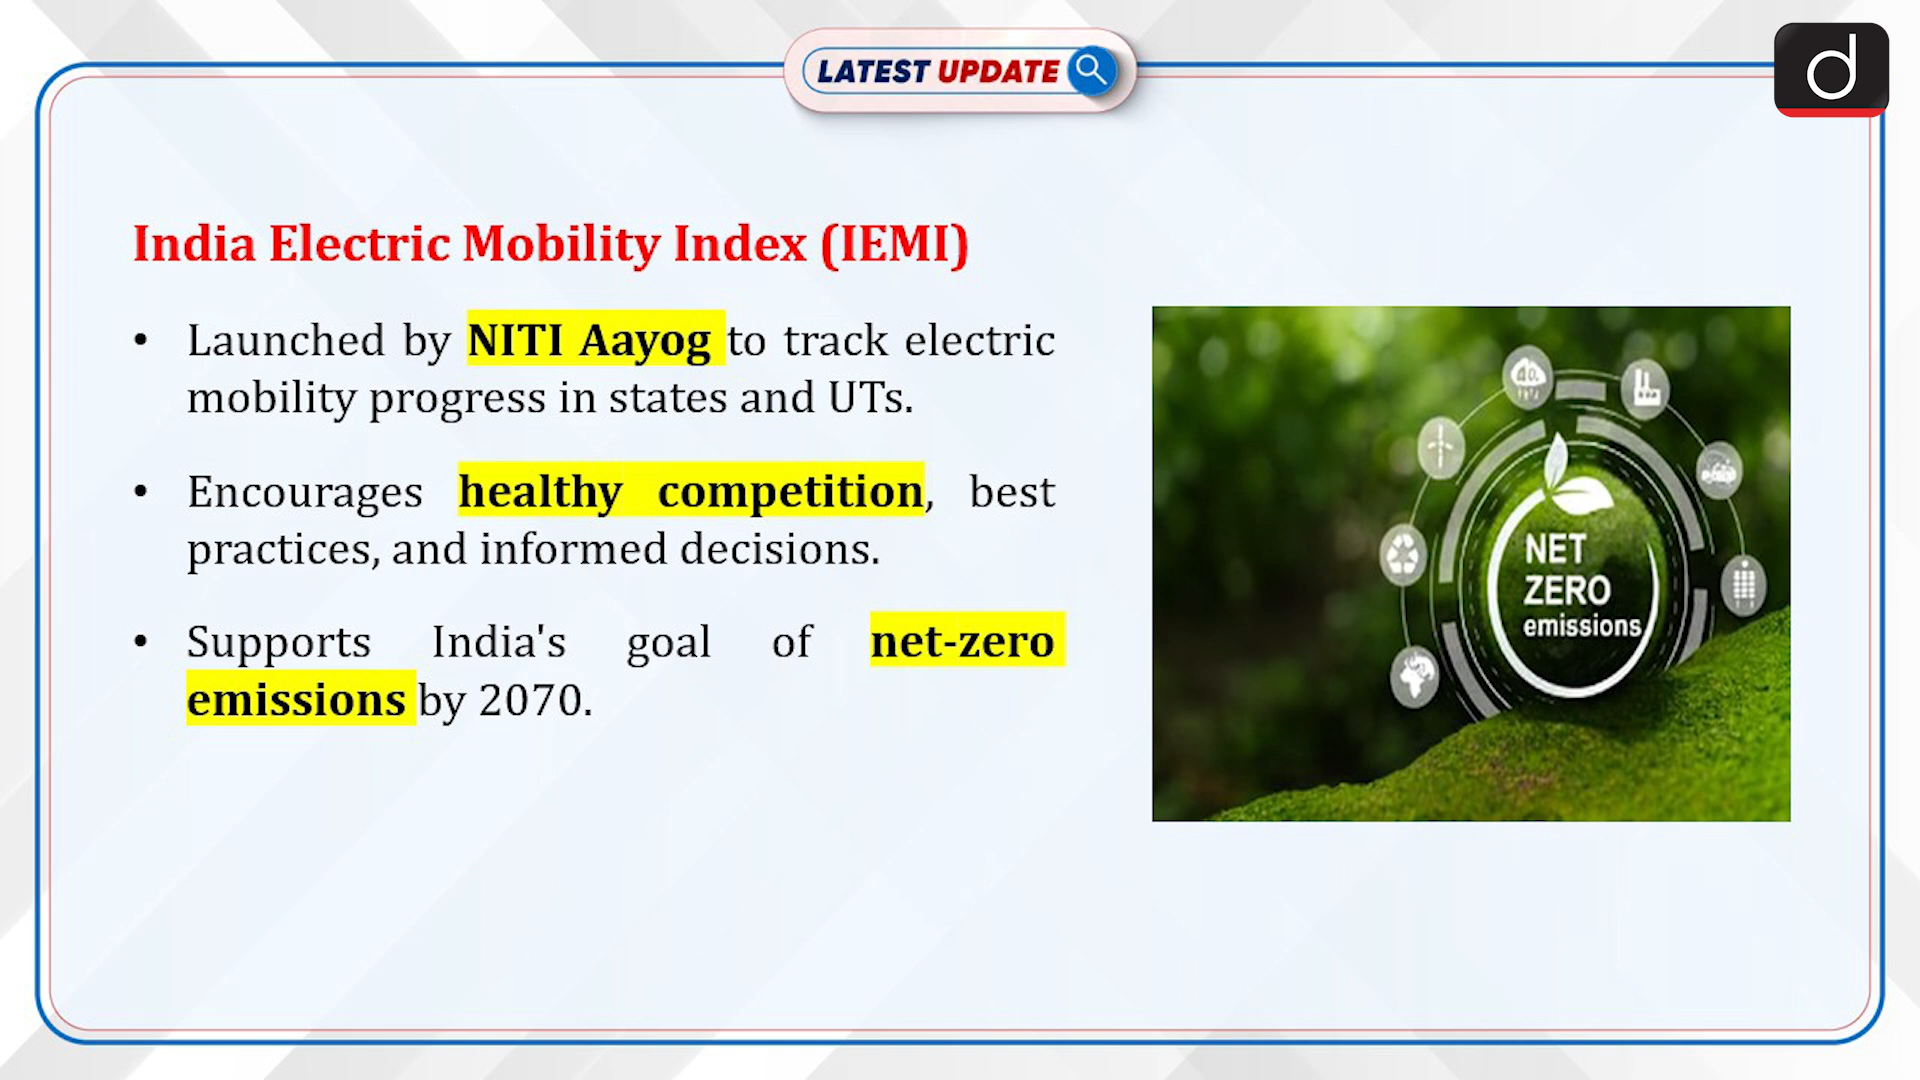 LATEST UPDATE
d
India Electric Mobility Index (IEMI)
• Launched by NITI Aayog to track electric
mobility progress in states and UTs.
• Encourages healthy competition, best
practices, and informed decisions.
• Supports India's goal of net-zero
emissions by 2070.
NET
ZERO
emissions